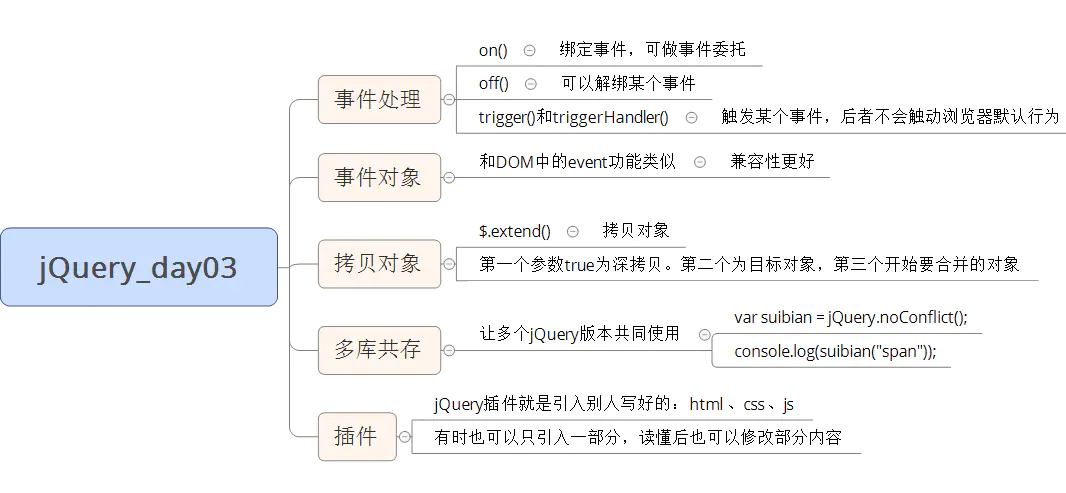 jQuery_day03
事件处理
on()
绑定事件，可做事件委托
off()
可以解绑某个事件
trigger()和triggerHandler()
触发某个事件，后者不会触动浏览器默认行为
事件对象
和DOM中的event功能类似
兼容性更好
拷贝对象
$.extend()
拷贝对象
第一个参数true为深拷贝。第二个为目标对象，第三个开始要合并的对象
多库共存
让多个jQuery版本共同使用
var suibian = jQuery.noConflict();
console.log(suibian("span"));
插件
jQuery插件就是引入别人写好的：html 、css、js
有时也可以只引入一部分，读懂后也可以修改部分内容